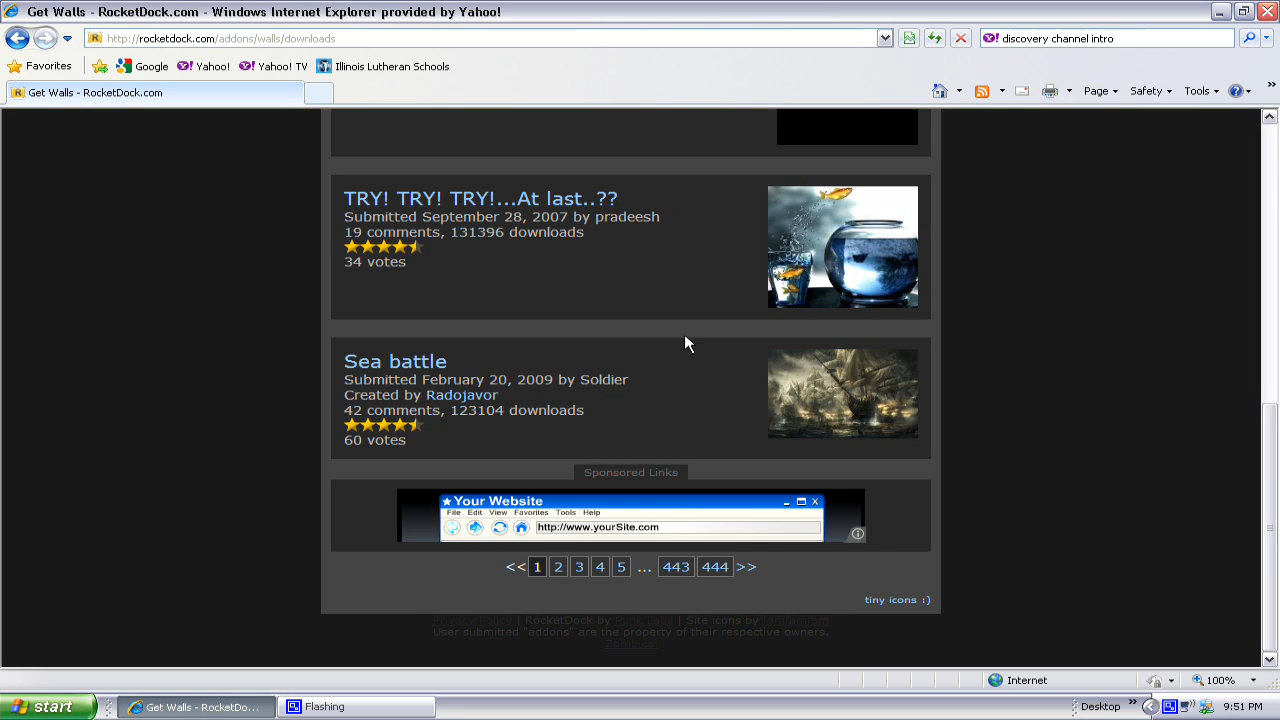 Get Walls - RocketDock.com - Windows Internet Explorer provided by Yahoo!
http://rocketdock.com/addons/walls/downloads
discovery channel intro
Favorites Google Yahoo! Yahoo! TV Illinois Lutheran Schools
Get Walls - RocketDock.com
Page Safety Tools
TRY! TRY! TRY!...At last..??
Submitted September 28, 2007 by pradeesh
19 comments, 131396 downloads
34 votes
Sea battle
Submitted February 20, 2009 by Soldier
Created by Radojavor
42 comments, 123104 downloads
60 votes
Sponsored Links
Your Website
File Edit View Favorites Tools Help
http://www.yourSite.com
<< 1 2 3 4 5 ... 443 444 >>
tiny icons :)
Privacy Policy | RocketDock by Punk Labs | Site icons by
User submitted "addons" are the property of their respective owners.
Internet 100%
start Get Walls - RocketDo... Flashing Desktop 9:51 PM